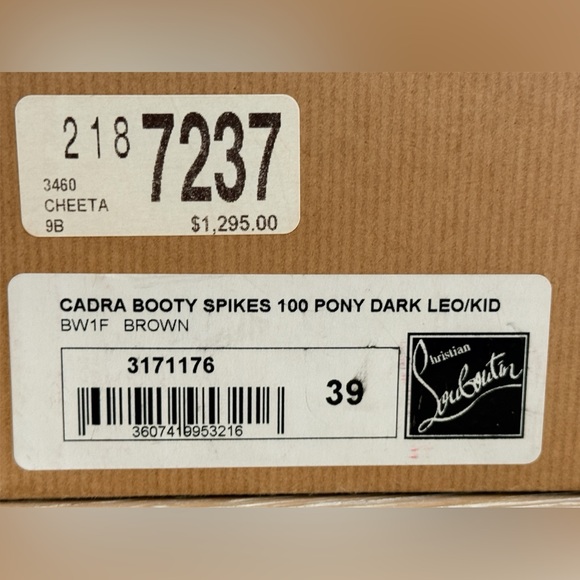 218 7237
3460
CHEETA
9B $1,295.00
CADRA BOOTY SPIKES 100 PONY DARK LEO/KID
BW1F BROWN
3171176
39
3607419953216
Christian
Louboutin